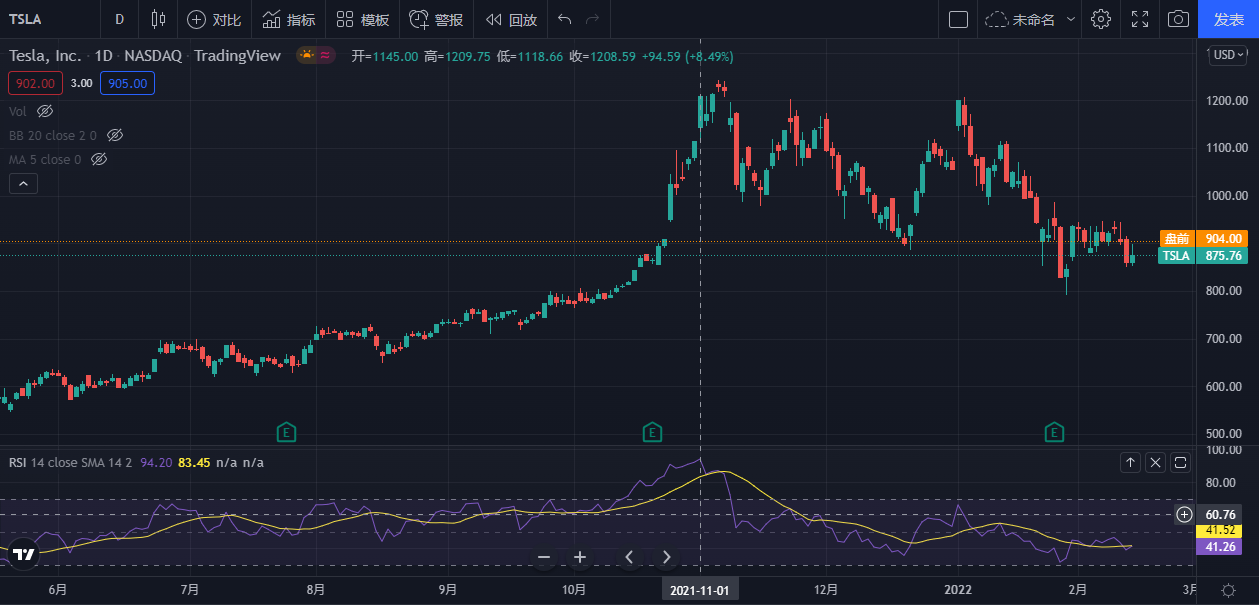 TSLA D 对比 指标 模板 警报 回放 未命名 发表
Tesla, Inc. · 1D · NASDAQ · TradingView 开=1145.00 高=1209.75 低=1118.66 收=1208.59 +94.59 (+8.49%)
USD
902.00 3.00 905.00
Vol
BB 20 close 2 0
MA 5 close 0
1200.00
1100.00
1000.00
盘前 904.00
TSLA 875.76
800.00
700.00
600.00
500.00
E E E
100.00
RSI 14 close SMA 14 2 94.20 83.45 n/a n/a
80.00
60.76
41.52
41.26
6月 7月 8月 9月 10月 2021-11-01 12月 2022 2月 3月